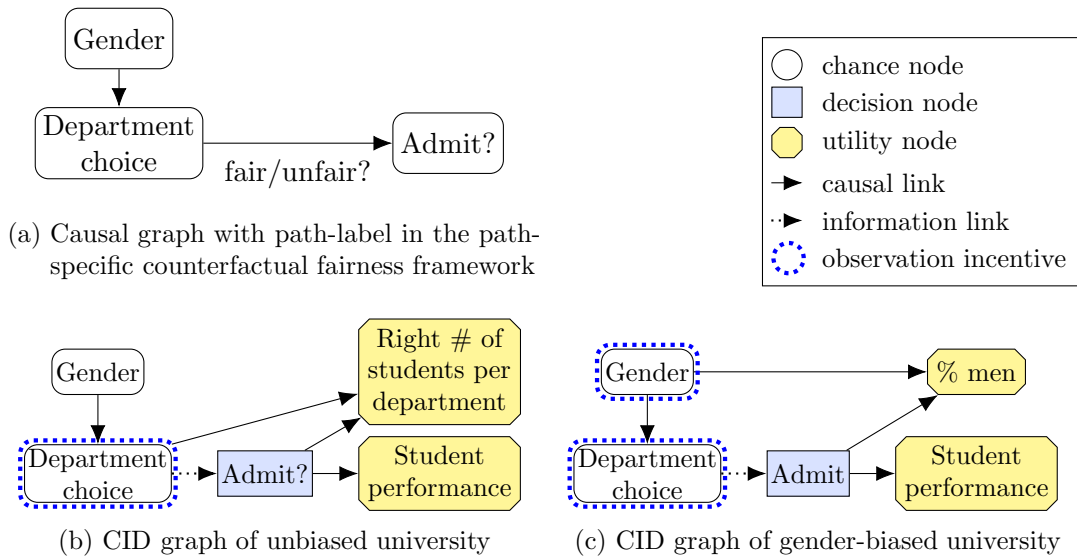 Gender
Department
choice
fair/unfair?
Admit?
(a) Causal graph with path-label in the path-
specific counterfactual fairness framework
chance node
decision node
utility node
causal link
information link
observation incentive
Gender
Department
choice
Admit?
Right # of
students per
department
Student
performance
(b) CID graph of unbiased university
Gender
Department
choice
Admit
% men
Student
performance
(c) CID graph of gender-biased university